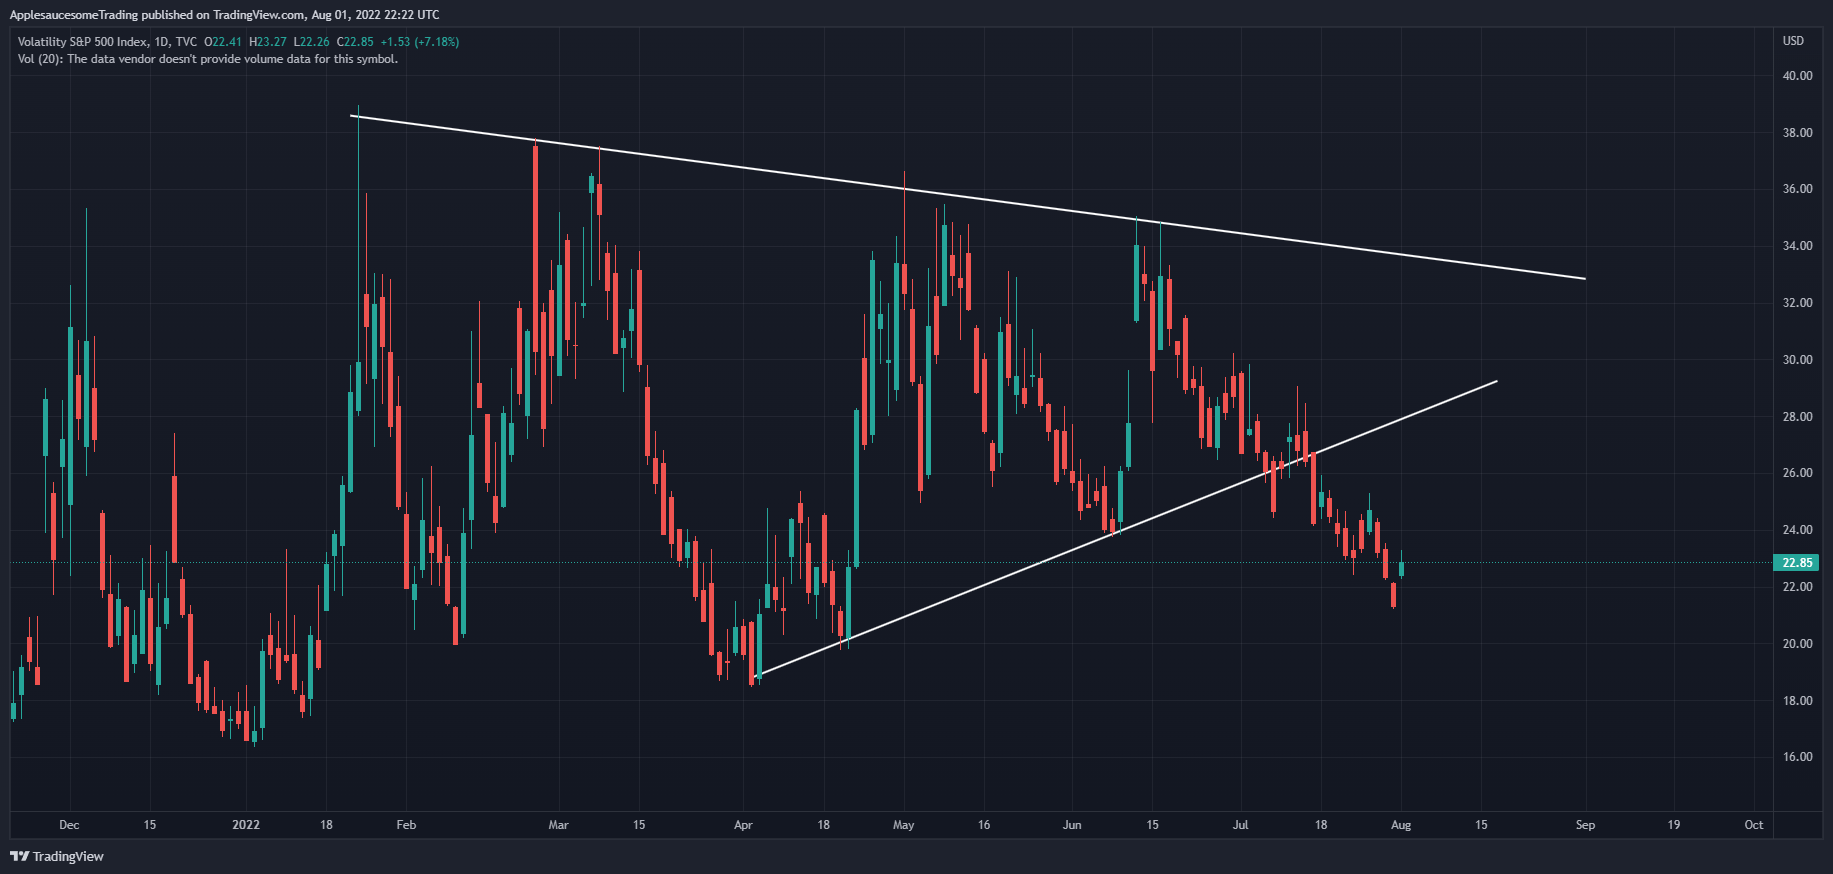 ApplesaucesomeTrading published on TradingView.com, Aug 01, 2022 22:22 UTC
Volatility S&P 500 Index, 1D, TVC O22.41 H23.27 L22.26 C22.85 +1.53 (+7.18%)
Vol (20): The data vendor doesn't provide volume data for this symbol.
USD
40.00
38.00
36.00
34.00
32.00
30.00
28.00
26.00
24.00
22.85
22.00
20.00
18.00
16.00
Dec 15 2022 18 Feb Mar 15 Apr 18 May 16 Jun 15 Jul 18 Aug 15 Sep 19 Oct
TradingView